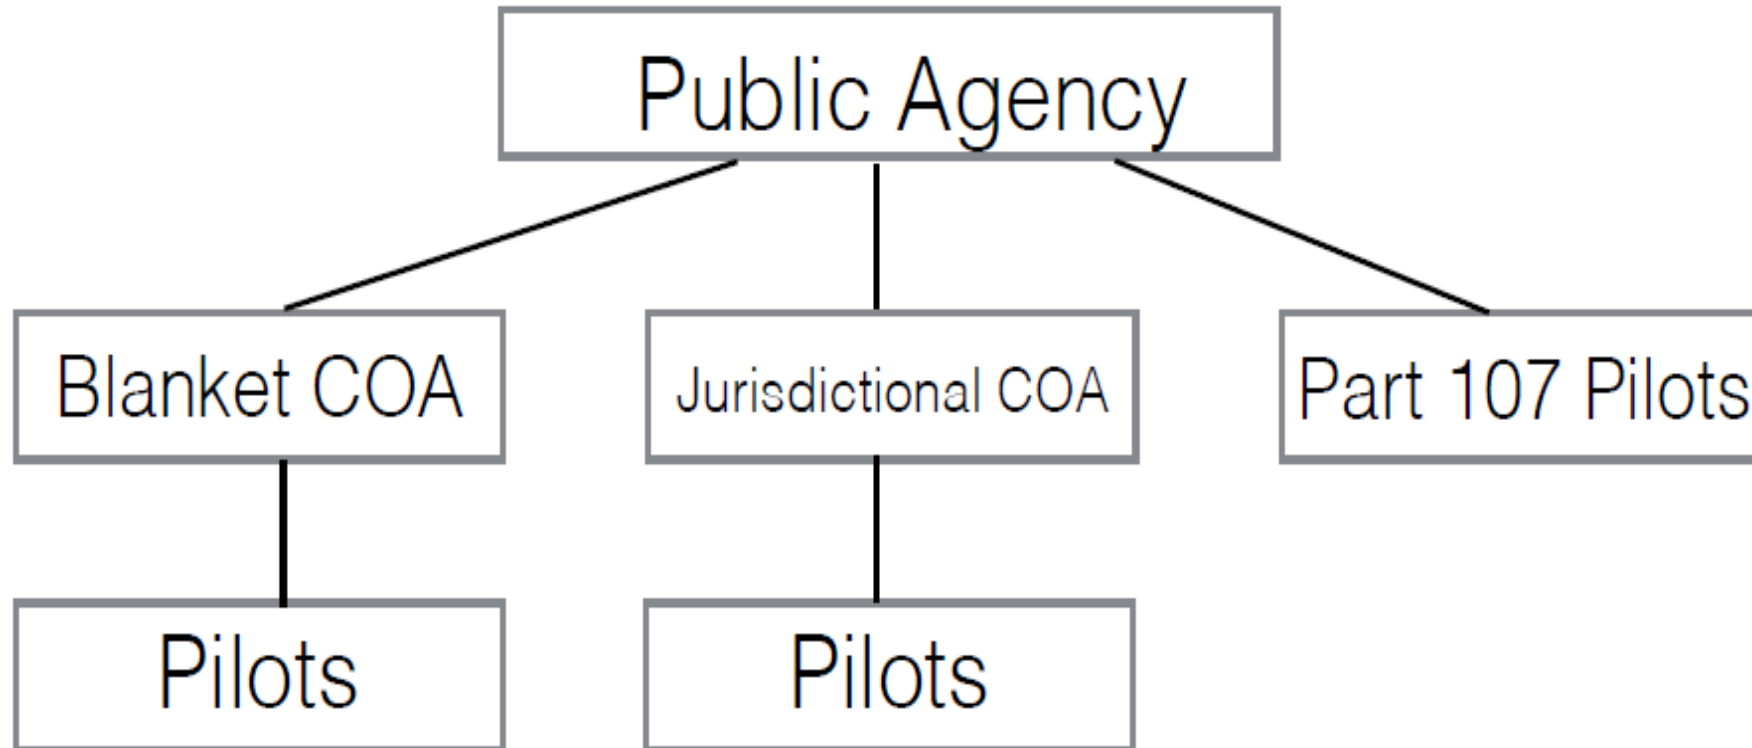 Public Agency
Blanket COA
Jurisdictional COA
Part 107 Pilots
Pilots
Pilots